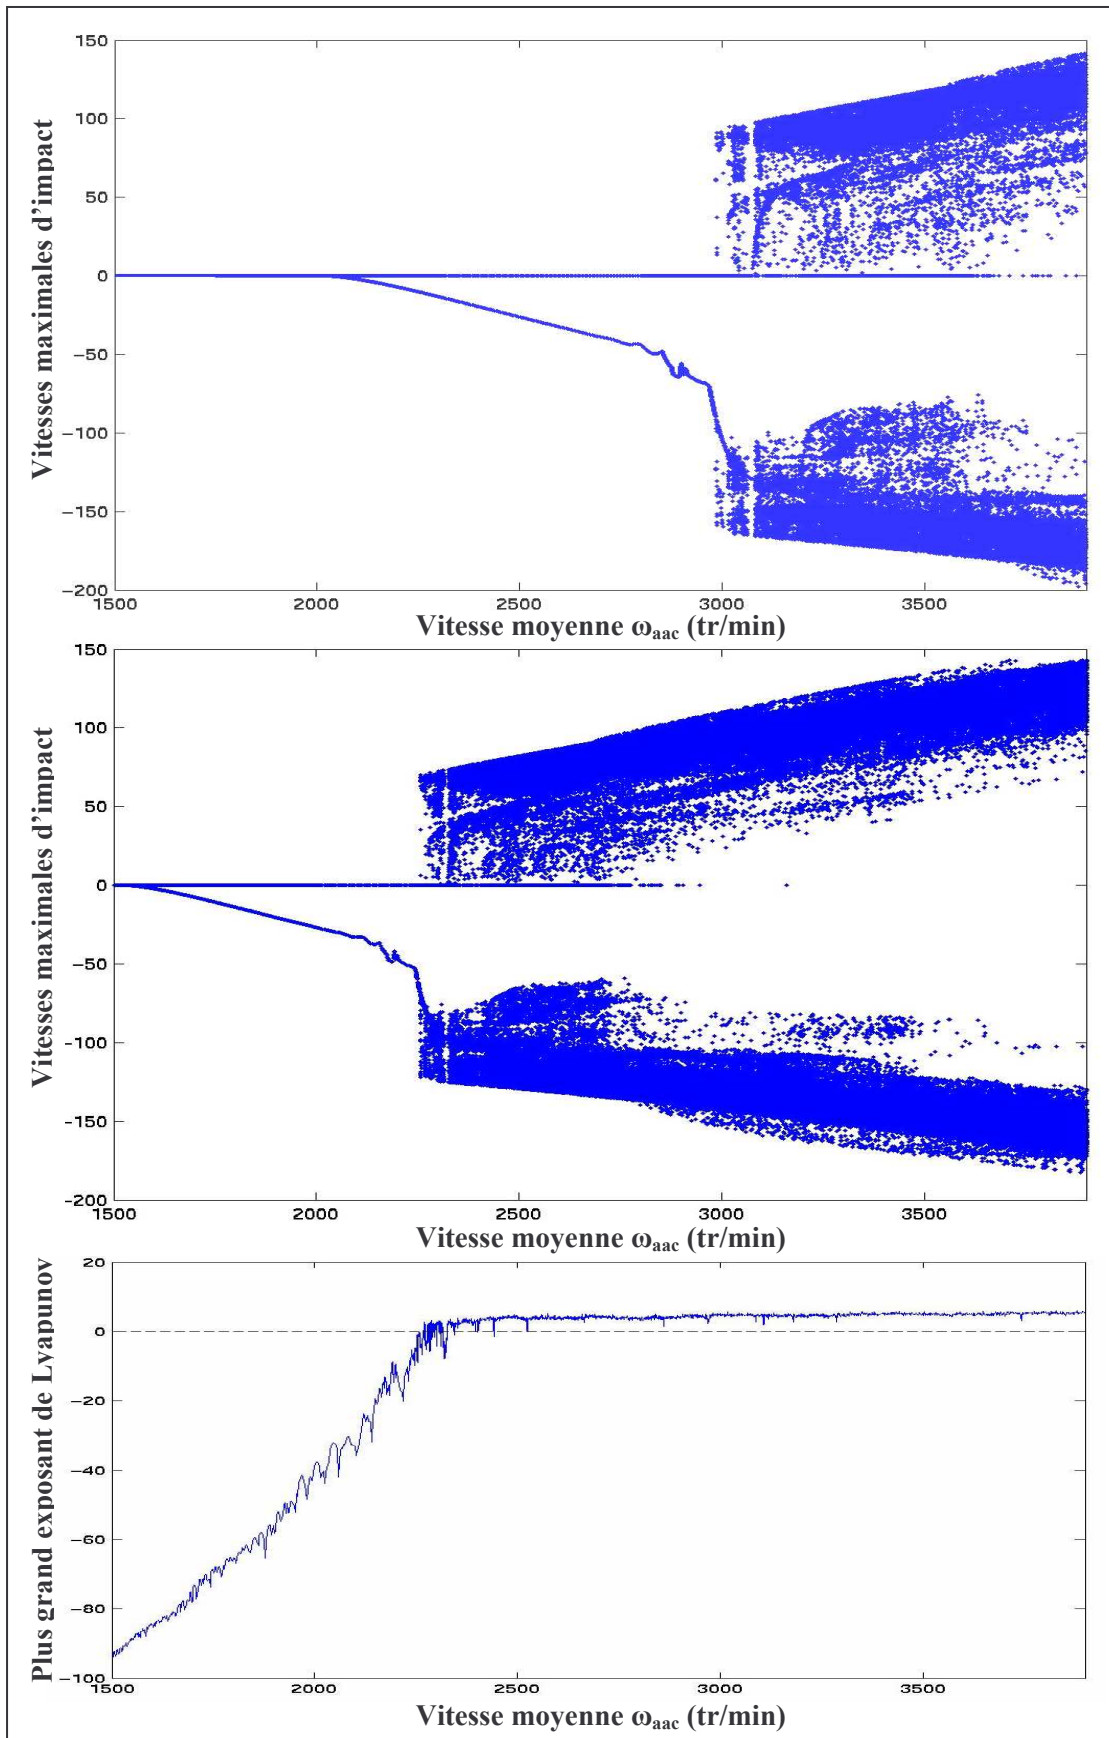 150
100
50
0
-50
-100
-150
-200
Vitesses maximales d'impact
1500 2000 2500 3000 3500
Vitesse moyenne ωaac (tr/min)
150
100
50
0
-50
-100
-150
-200
Vitesses maximales d'impact
1500 2000 2500 3000 3500
Vitesse moyenne ωaac (tr/min)
20
0
-20
-40
-60
-80
-100
Plus grand exposant de Lyapunov
1500 2000 2500 3000 3500
Vitesse moyenne ωaac (tr/min)